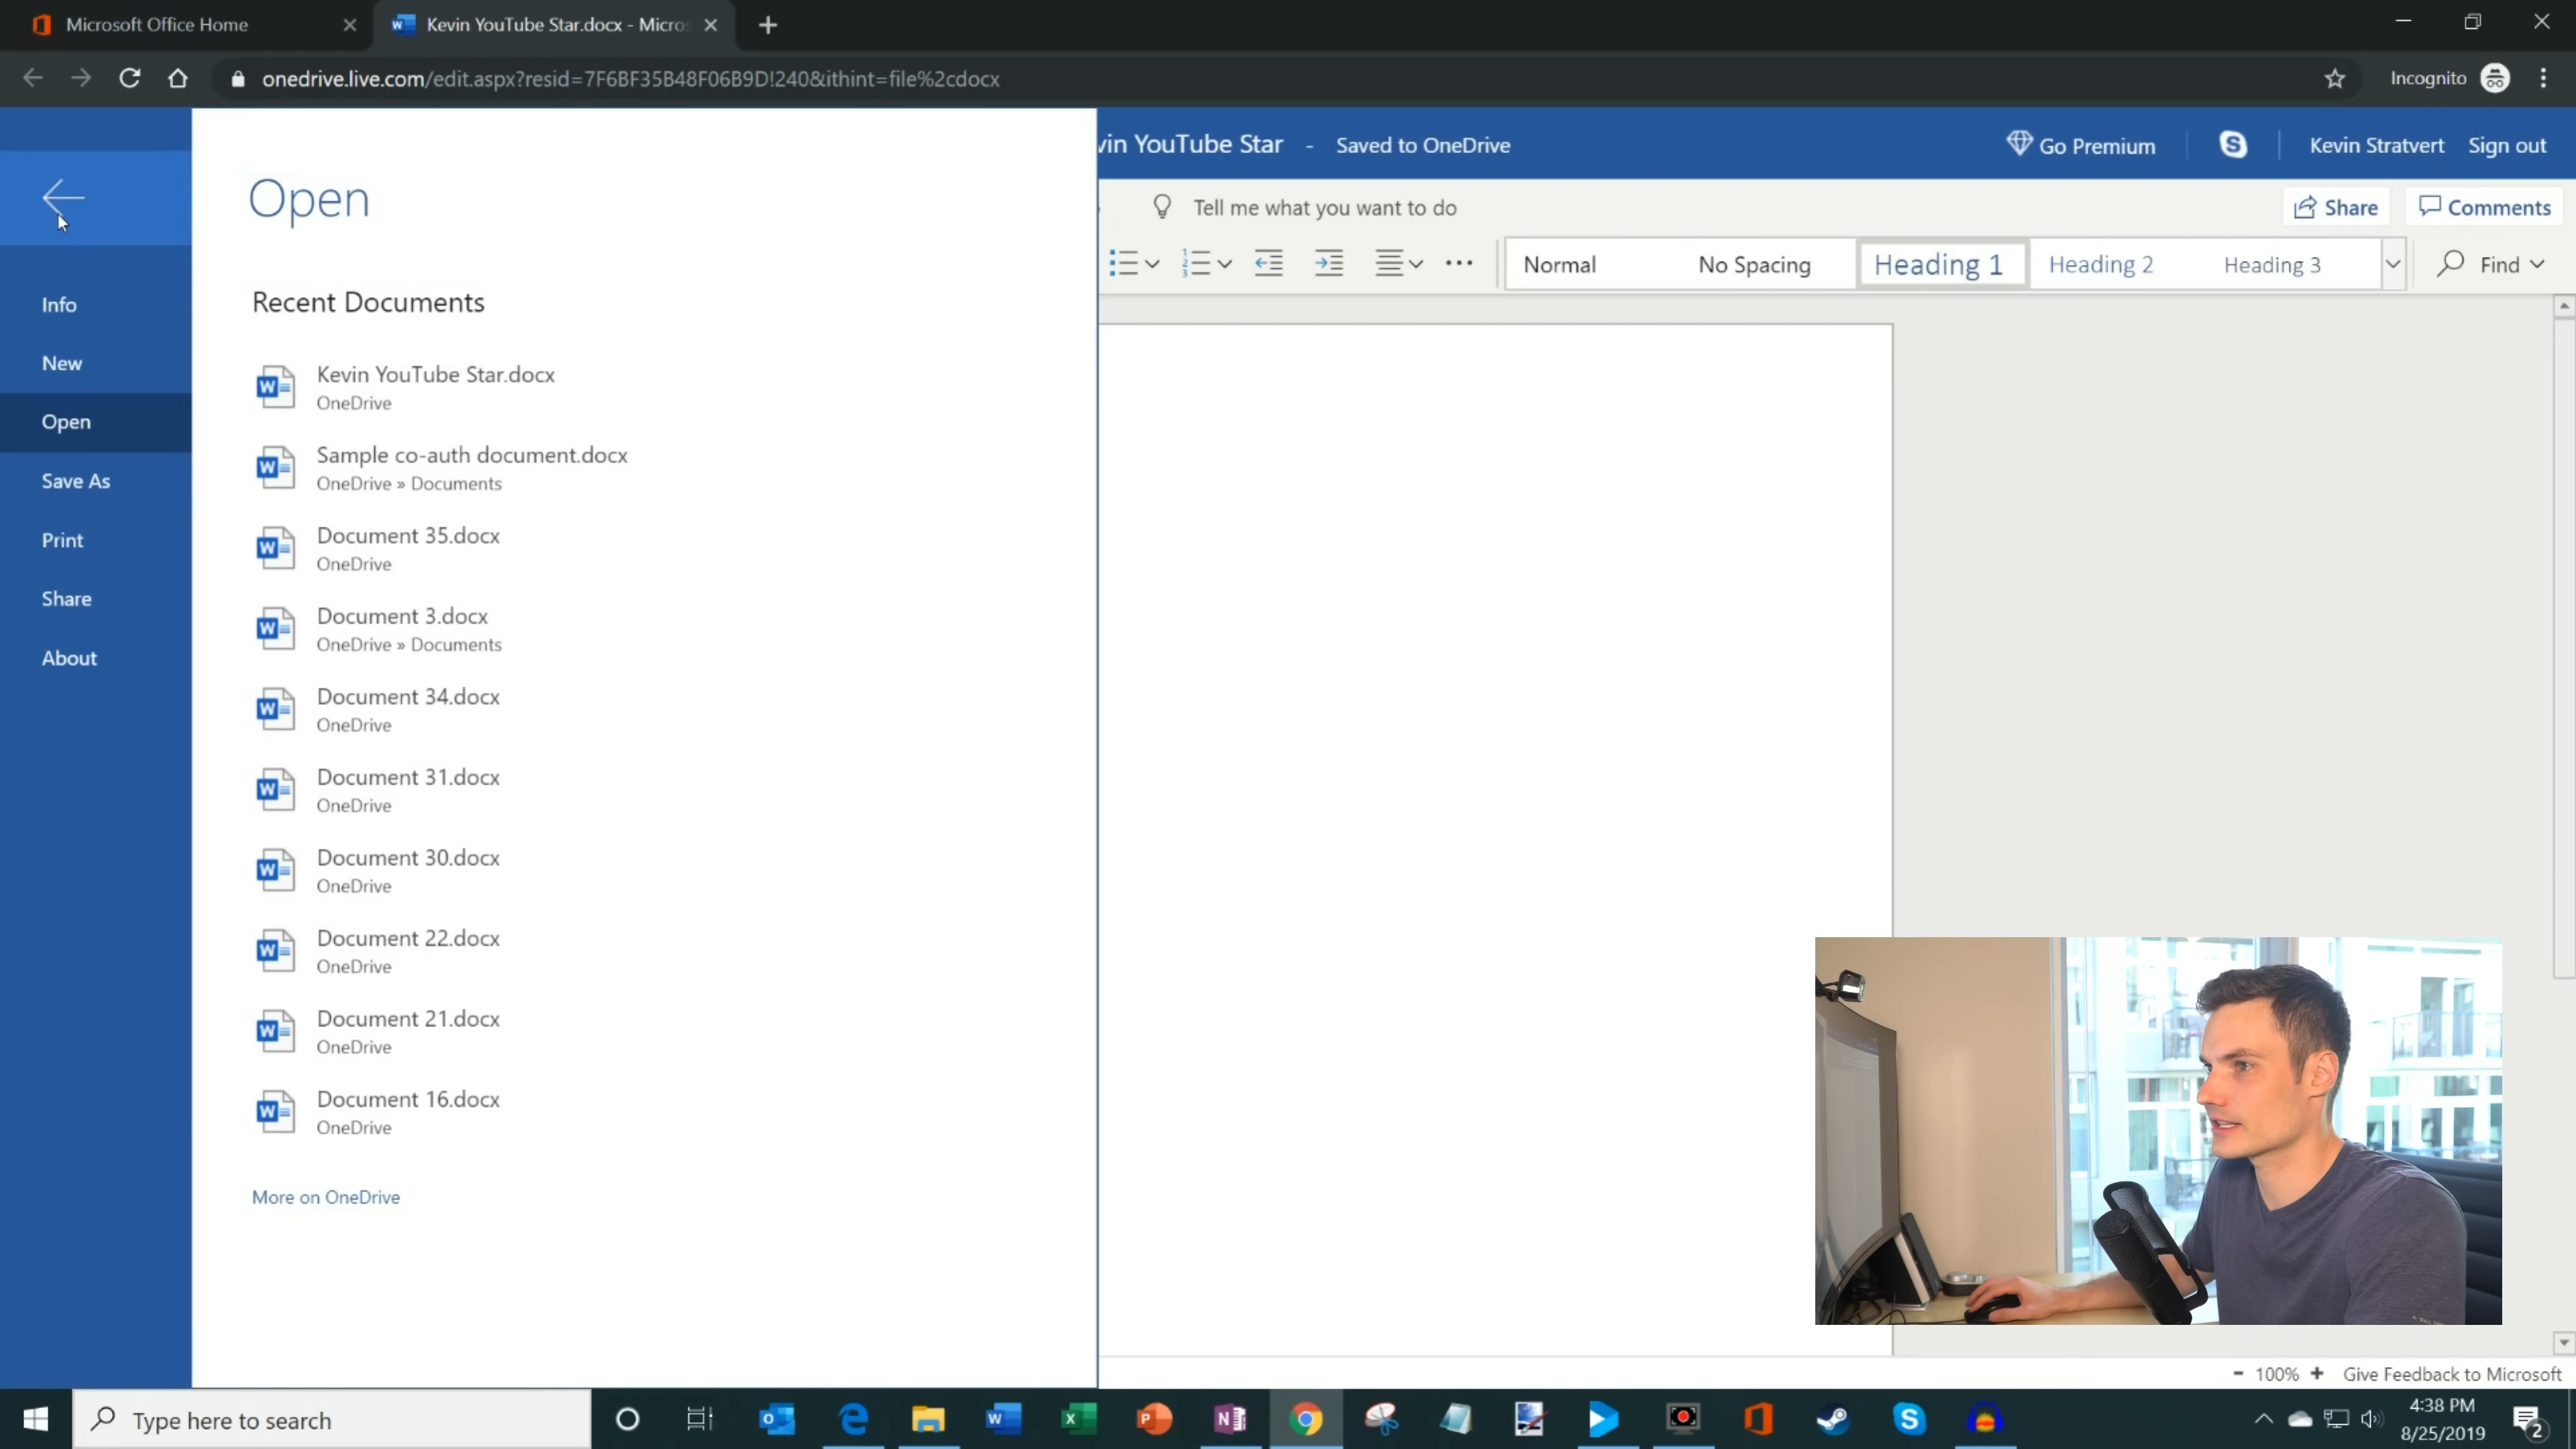 Microsoft Office Home
Kevin YouTube Star.docx - Micros
onedrive.live.com/edit.aspx?resid=7F6BF35B48F06B9D!240&ithint=file%2cdocx
Incognito
vin YouTube Star - Saved to OneDrive
Go Premium
Kevin Stratvert
Sign out
Tell me what you want to do
Share
Comments
Normal
No Spacing
Heading 1
Heading 2
Heading 3
Find
Info
New
Open
Save As
Print
Share
About
Open
Recent Documents
Kevin YouTube Star.docx
OneDrive
Sample co-auth document.docx
OneDrive » Documents
Document 35.docx
OneDrive
Document 3.docx
OneDrive » Documents
Document 34.docx
OneDrive
Document 31.docx
OneDrive
Document 30.docx
OneDrive
Document 22.docx
OneDrive
Document 21.docx
OneDrive
Document 16.docx
OneDrive
More on OneDrive
- 100% +
Give Feedback to Microsoft
Type here to search
4:38 PM
8/25/2019
2